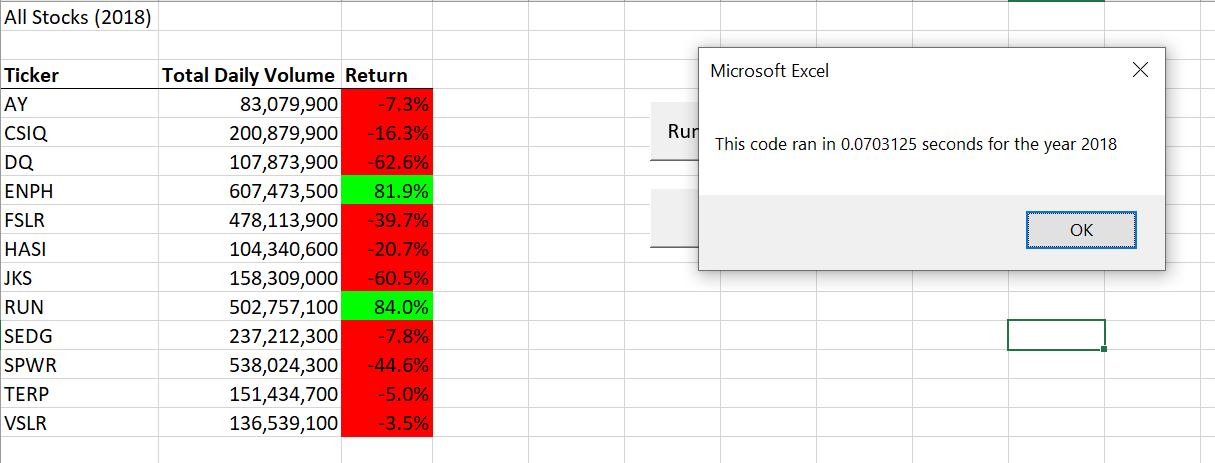 All Stocks (2018)
Ticker Total Daily Volume Return
AY 83,079,900 -7.3%
CSIQ 200,879,900 -16.3%
DQ 107,873,900 -62.6%
ENPH 607,473,500 81.9%
FSLR 478,113,900 -39.7%
HASI 104,340,600 -20.7%
JKS 158,309,000 -60.5%
RUN 502,757,100 84.0%
SEDG 237,212,300 -7.8%
SPWR 538,024,300 -44.6%
TERP 151,434,700 -5.0%
VSLR 136,539,100 -3.5%
Microsoft Excel
This code ran in 0.0703125 seconds for the year 2018
OK